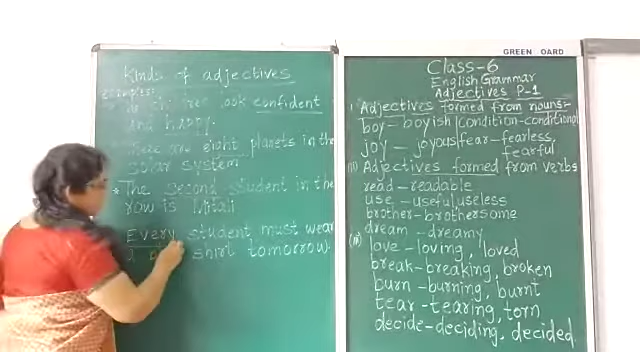 Kinds of adjectives
examples:
look confident
and happy.
are eight planets in the
solar system
* The second student in the
row is Mitali
Every student must wear
a shirt tomorrow.
GREEN OARD
Class-6
English Grammar
Adjectives P-1
Adjectives formed from nouns:-
boy - boyish/condition-conditional
joy - joyous/fear-fearless,
fearful
(ii) Adjectives formed from verbs
read - readable
use - useful/useless
brother-brothersome
dream - dreamy
(iii) love-loving, loved
break-breaking, broken
burn-burning, burnt
tear-tearing, torn
decide-deciding, decided.